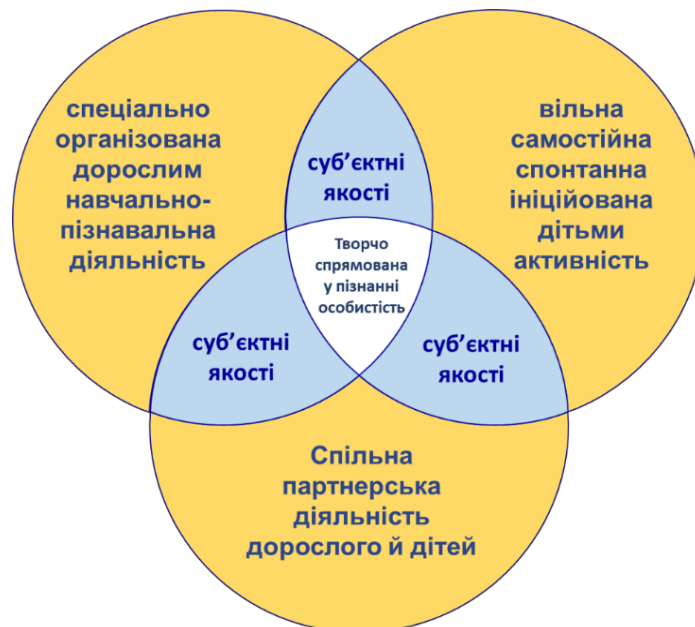 спеціально
організована
дорослим
навчально-
пізнавальна
діяльність
суб’єктні
якості
вільна
самостійна
спонтанна
ініційована
дітьми
активність
Творчо
спрямована
у пізнанні
особистість
суб’єктні
якості
суб’єктні
якості
Спільна
партнерська
діяльність
дорослого й дітей